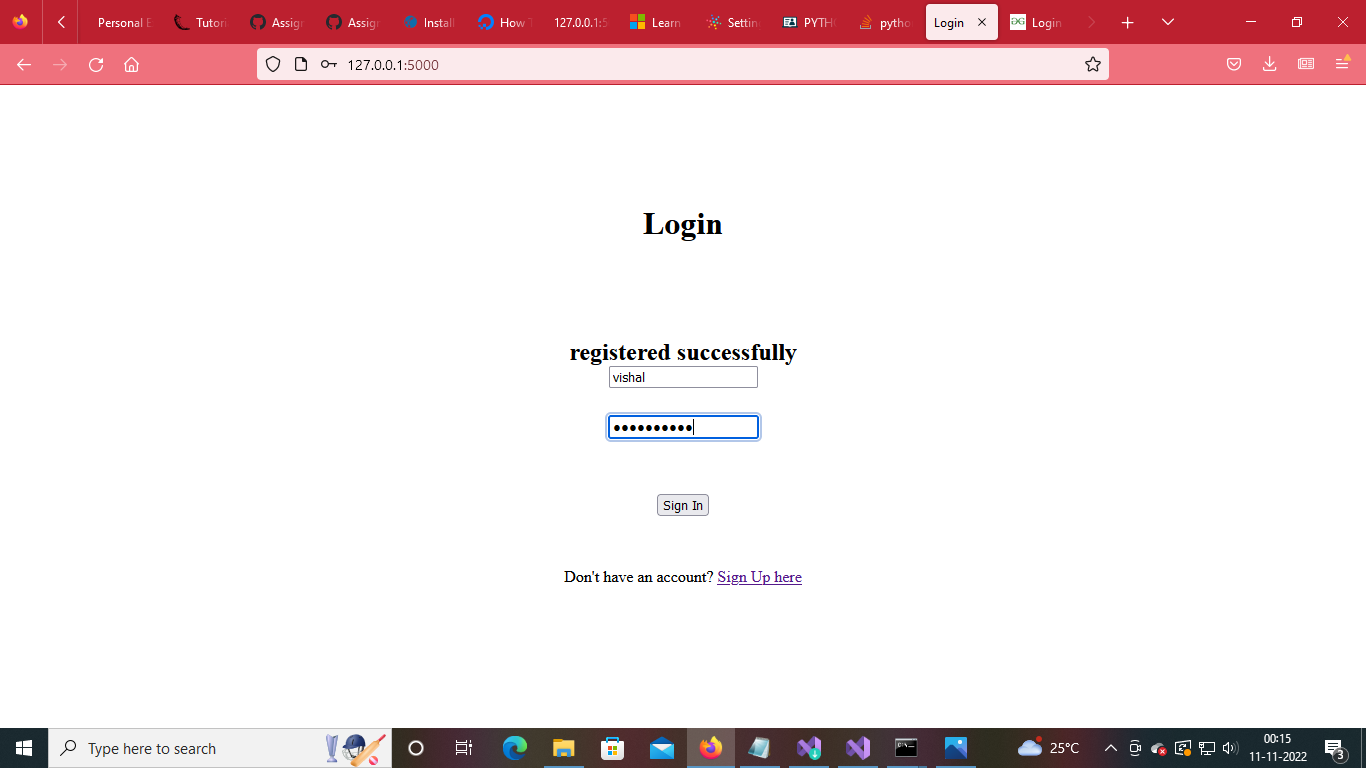 Personal E
Tutori
Assign
Assign
Install
How T
127.0.0.1:5
Learn
Settin
PYTH
pytho
Login
Login
127.0.0.1:5000
Login
registered successfully
vishal
••••••••••
Sign In
Don't have an account? Sign Up here
Type here to search
25°C
00:15
11-11-2022
3